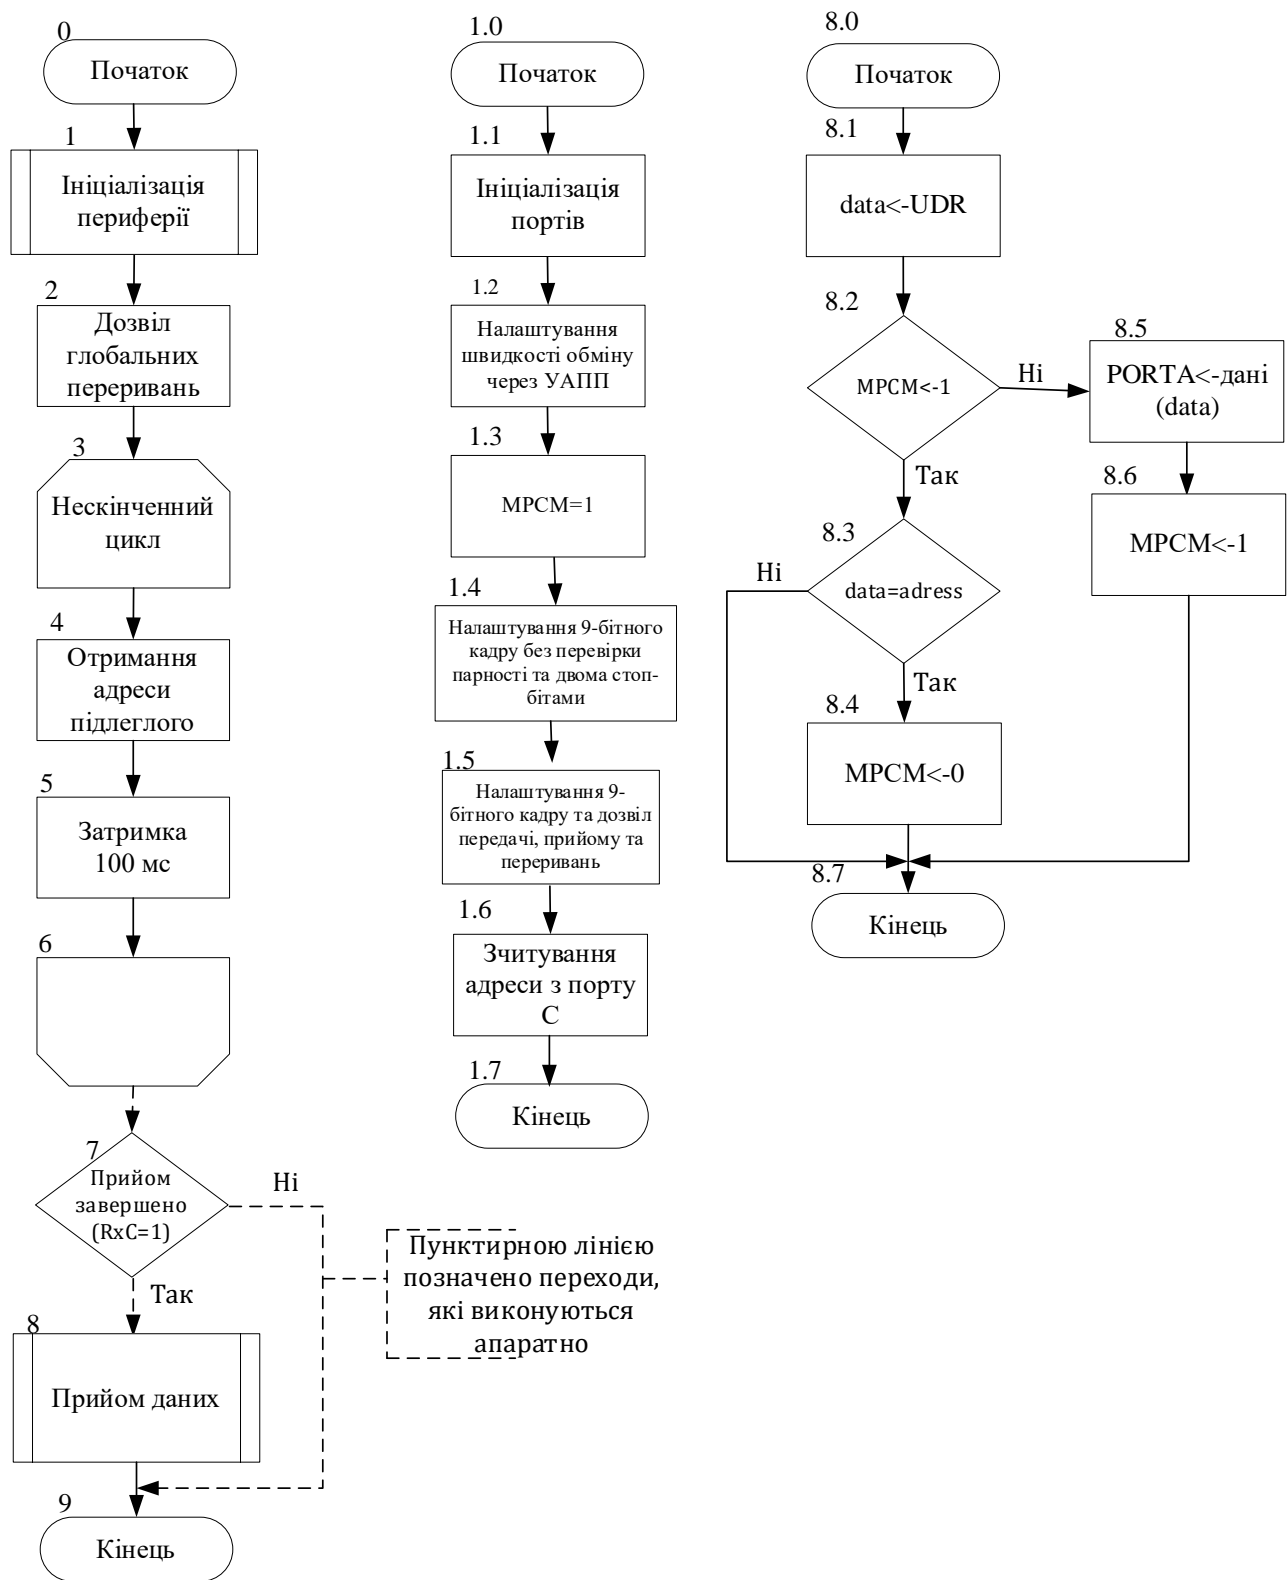 0
Початок
1
Ініціалізація
периферії
2
Дозвіл
глобальних
переривань
3
Нескінченний
цикл
4
Отримання
адреси
підлеглого
5
Затримка
100 мс
6
7
Прийом
завершено
(RxC=1)
Ні
Так
8
Прийом даних
9
Кінець
Пунктирною лінією
позначено переходи,
які виконуються
апаратно
1.0
Початок
1.1
Ініціалізація
портів
1.2
Налаштування
швидкості обміну
через УАПП
1.3
MPCM=1
1.4
Налаштування 9-бітного
кадру без перевірки
парності та двома стоп-
бітами
1.5
Налаштування 9-
бітного кадру та дозвіл
передачі, прийому та
переривань
1.6
Зчитування
адреси з порту
С
1.7
Кінець
8.0
Початок
8.1
data<-UDR
8.2
MPCM<-1
Ні
Так
8.5
PORTA<-дані
(data)
8.6
MPCM<-1
8.3
data=adress
Ні
Так
8.4
MPCM<-0
8.7
Кінець